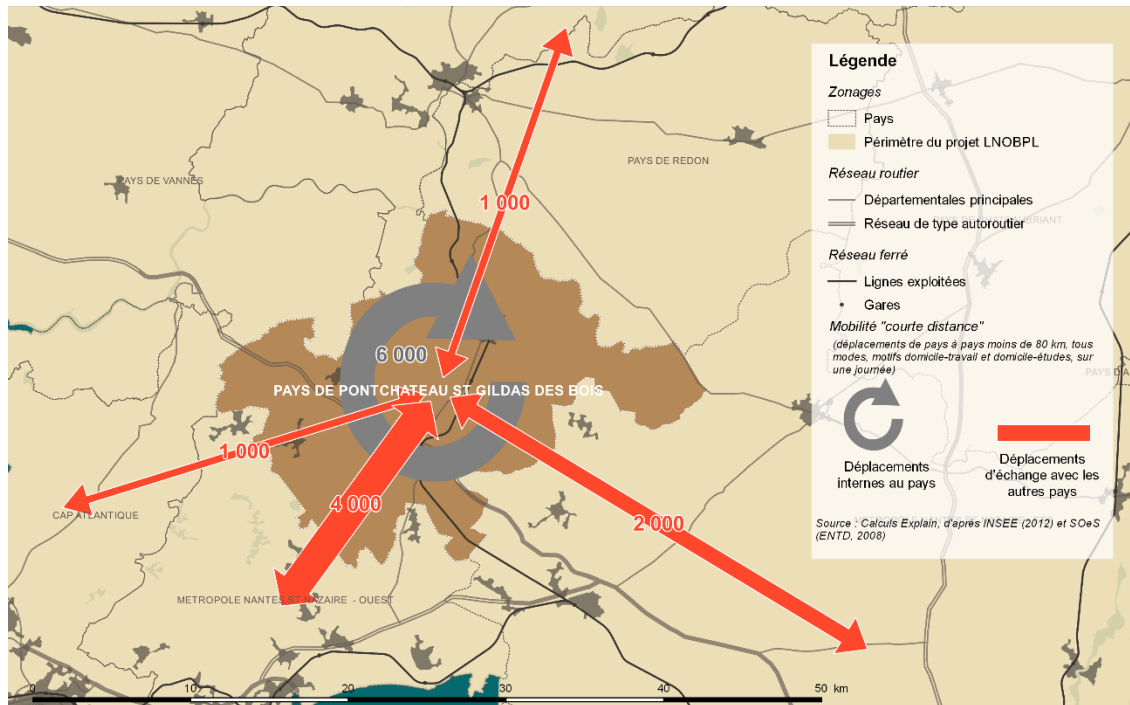 Légende
Zonages
Pays
Périmètre du projet LNOBPL
Réseau routier
Départementales principales
Réseau de type autoroutier
Réseau ferré
Lignes exploitées
Gares
Mobilité "courte distance"
(déplacements de pays à pays moins de 80 km, tous
modes, motifs domicile-travail et domicile-études, sur
une journée)
Déplacements
internes au pays
Déplacements
d'échange avec les
autres pays
Source : Calculs Explain, d'après INSEE (2012) et SOeS
(ENTD, 2008)
PAYS DE REDON
PAYS DE VANNES
1 000
6 000
PAYS DE PONTCHATEAU ST GILDAS DES BOIS
1 000
4 000
2 000
CAP ATLANTIQUE
METROPOLE NANTES ST NAZAIRE - OUEST
0 10 20 30 40 50 km